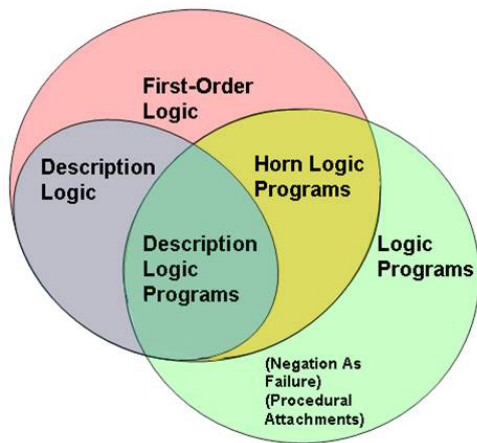 First-Order
Logic
Description
Logic
Horn Logic
Programs
Description
Logic
Programs
Logic
Programs
(Negation As
Failure)
(Procedural
Attachments)